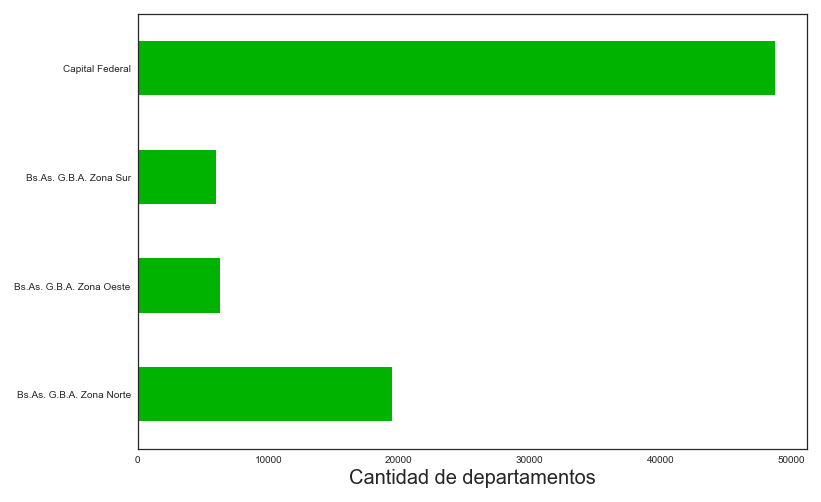 Capital Federal
Bs.As. G.B.A. Zona Sur
Bs.As. G.B.A. Zona Oeste
Bs.As. G.B.A. Zona Norte
0 10000 20000 30000 40000 50000
Cantidad de departamentos